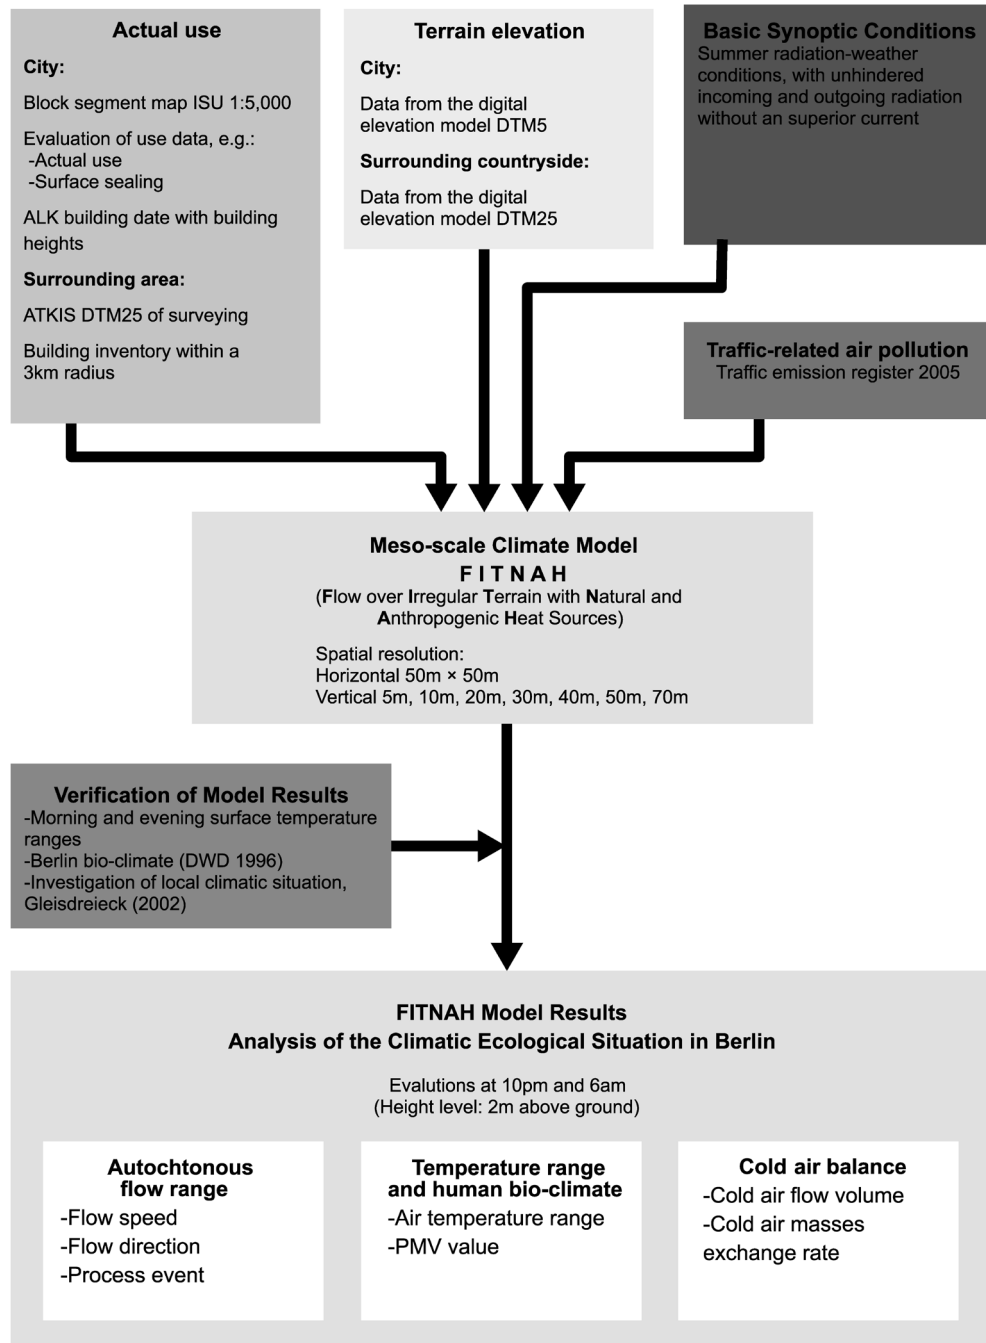 Actual use
City:
Block segment map ISU 1:5,000
Evaluation of use data, e.g.:
-Actual use
-Surface sealing
ALK building date with building
heights
Surrounding area:
ATKIS DTM25 of surveying
Building inventory within a
3km radius
Terrain elevation
City:
Data from the digital
elevation model DTM5
Surrounding countryside:
Data from the digital
elevation model DTM25
Basic Synoptic Conditions
Summer radiation-weather
conditions, with unhindered
incoming and outgoing radiation
without an superior current
Traffic-related air pollution
Traffic emission register 2005
Meso-scale Climate Model
F I T N A H
(Flow over Irregular Terrain with Natural and
Anthropogenic Heat Sources)
Spatial resolution:
Horizontal 50m × 50m
Vertical 5m, 10m, 20m, 30m, 40m, 50m, 70m
Verification of Model Results
-Morning and evening surface temperature
ranges
-Berlin bio-climate (DWD 1996)
-Investigation of local climatic situation,
Gleisdreieck (2002)
FITNAH Model Results
Analysis of the Climatic Ecological Situation in Berlin
Evalutions at 10pm and 6am
(Height level: 2m above ground)
Autochtonous
flow range
-Flow speed
-Flow direction
-Process event
Temperature range
and human bio-climate
-Air temperature range
-PMV value
Cold air balance
-Cold air flow volume
-Cold air masses
exchange rate